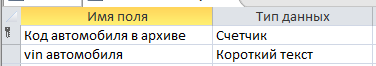 Имя поля Тип данных
Код автомобиля в архиве Счетчик
vin автомобиля Короткий текст